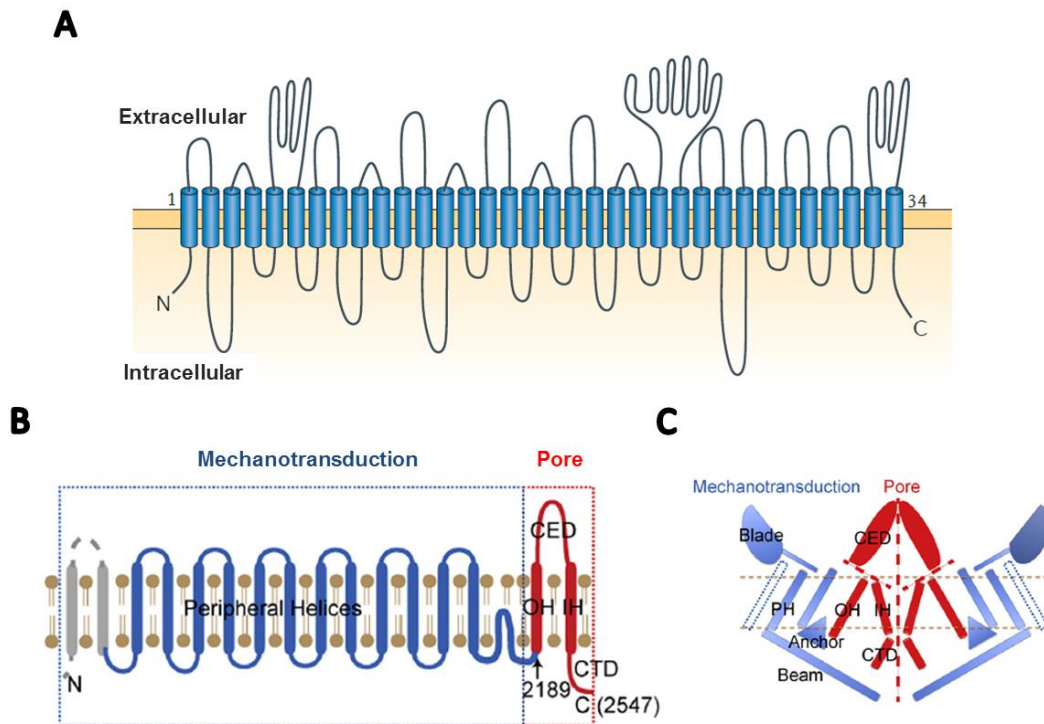 A
Extracellular
1
34
N
C
Intracellular
B
Mechanotransduction Pore
CED
Peripheral Helices
OH IH
N
CTD
2189
C (2547)
C
Mechanotransduction Pore
Blade
CED
PH
OH
IH
Anchor
CTD
Beam